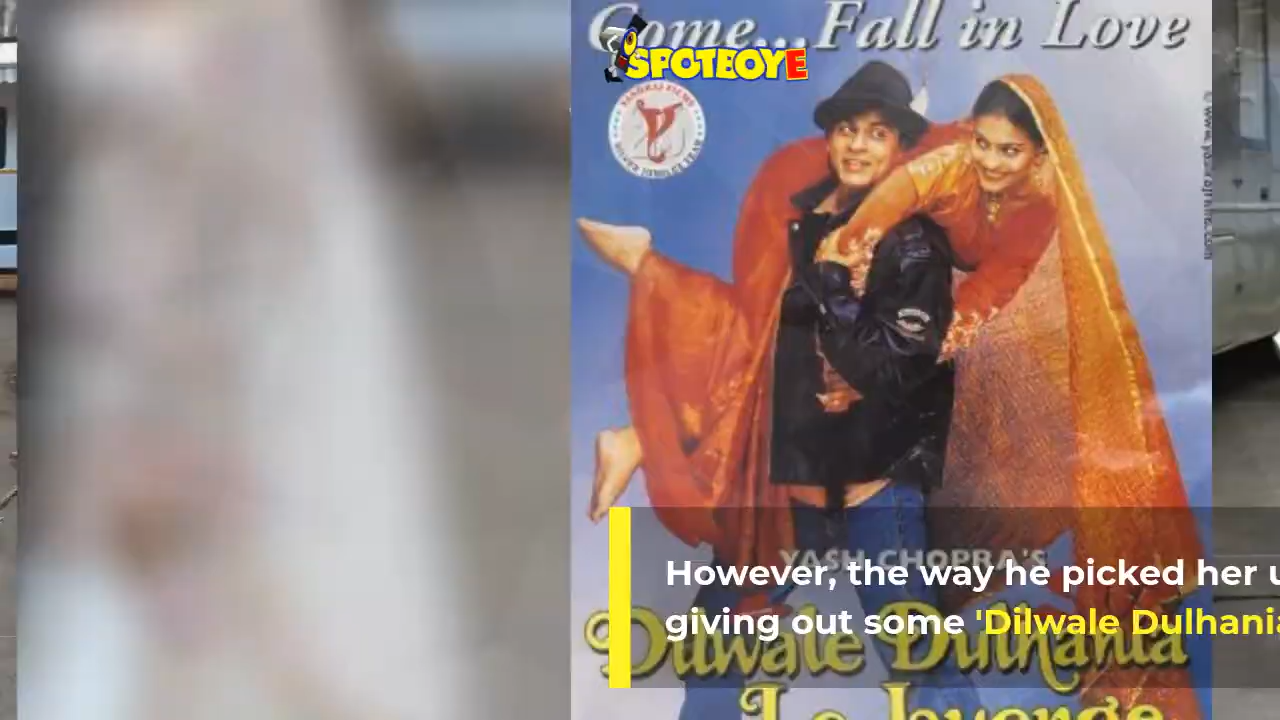 Come...Fall in Love
SPOTBOYE
YASH CHOPRA'S
However, the way he picked her u
giving out some 'Dilwale Dulhania
Dilwale Dulhania
Le Jayenge